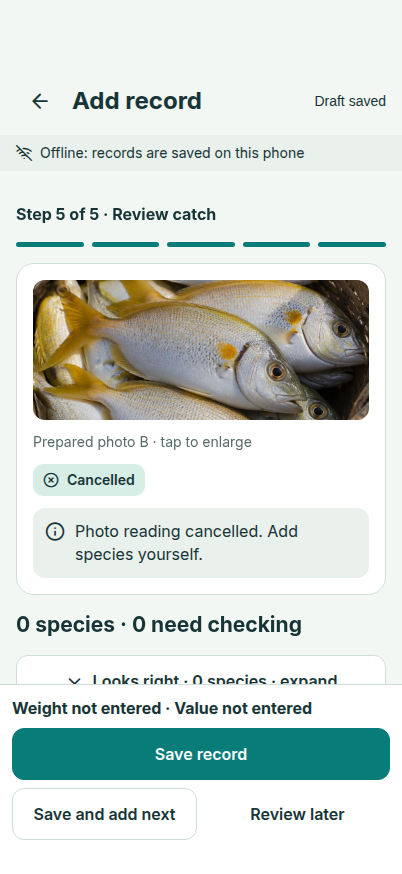 Add record
Draft saved
Offline: records are saved on this phone
Step 5 of 5 · Review catch
Prepared photo B · tap to enlarge
Cancelled
Photo reading cancelled. Add
species yourself.
0 species · 0 need checking
Looks right · 0 species · expand
Weight not entered · Value not entered
Save record
Save and add next
Review later